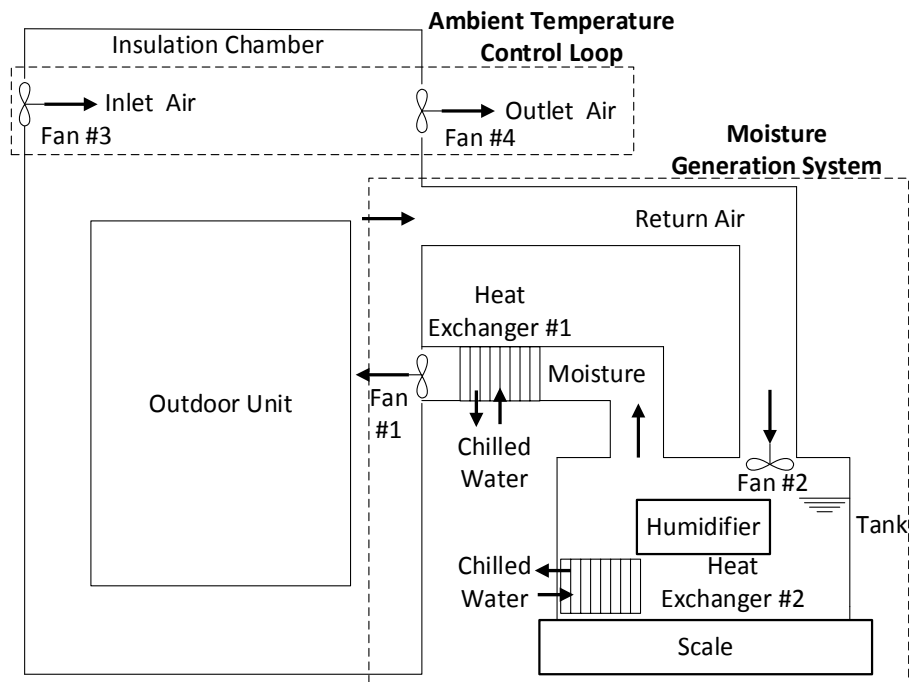 Ambient Temperature
Control Loop
Insulation Chamber
Inlet Air
Outlet Air
Fan #3
Fan #4
Moisture
Generation System
Return Air
Heat
Exchanger #1
Moisture
Outdoor Unit
Fan
#1
Chilled
Water
Fan #2
Humidifier
Tank
Chilled
Water
Heat
Exchanger #2
Scale